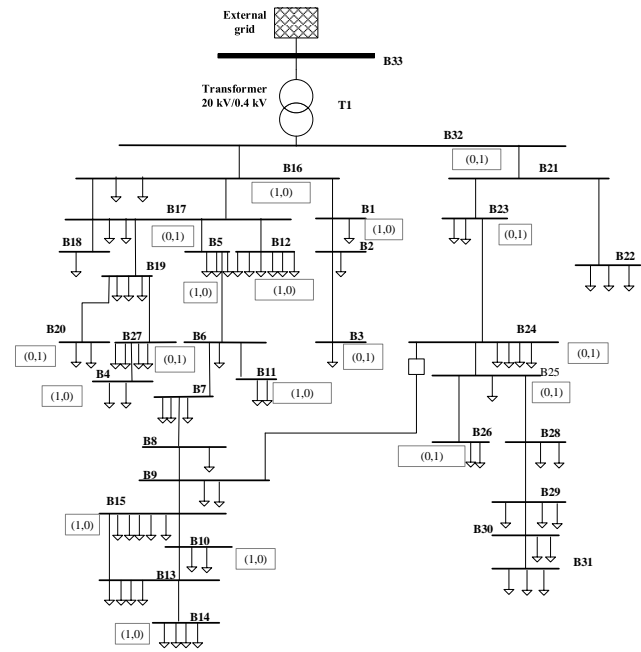 External
grid
B33
Transformer
20 kV/0.4 kV
T1
B32
(0,1)
B16
B21
(1,0)
B17
B1
B23
(0,1)
(1,0)
(0,1)
B18
B5
B12
B2
B22
B19
(1,0)
(1,0)
B20
B27
B6
B3
B24
(0,1)
(0,1)
(0,1)
(0,1)
B4
B11
B25
(1,0)
(1,0)
(0,1)
B7
B8
B26
B28
(0,1)
B9
B15
B29
(1,0)
B30
B10
(1,0)
B13
B31
B14
(1,0)